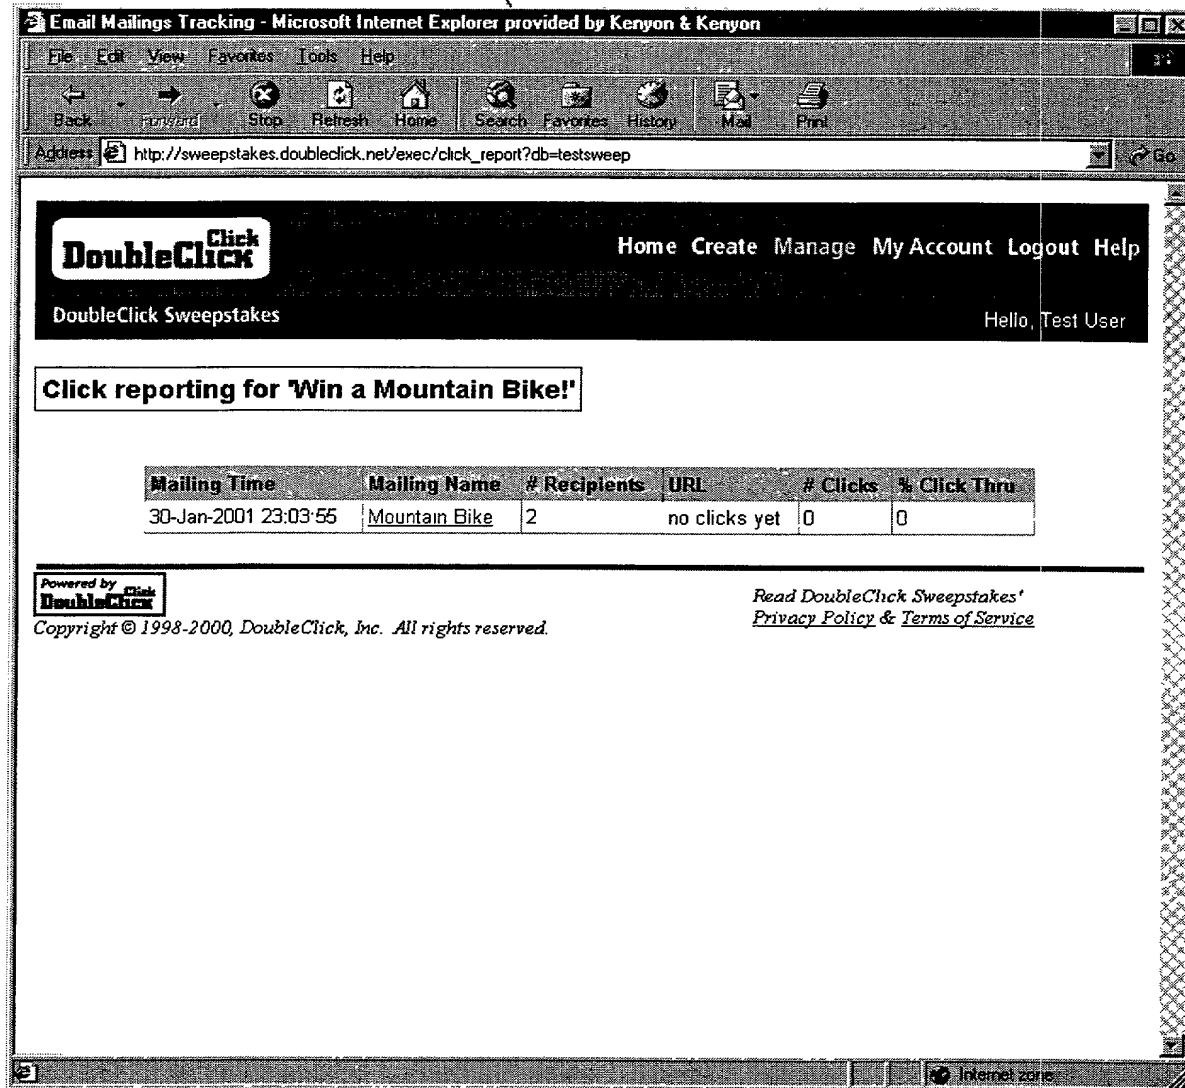 Email Mailings Tracking - Microsoft Internet Explorer provided by Kenyon & Kenyon
File Edit View Favorites Tools Help
Back Forward Stop Refresh Home Search Favorites History Mail Print
Address http://sweepstakes.doubleclick.net/exec/click_report?db=testsweep Go
DoubleClick Click
Home Create Manage My Account Logout Help
DoubleClick Sweepstakes
Hello, Test User
Click reporting for 'Win a Mountain Bike!'
Mailing Time Mailing Name # Recipients URL # Clicks % Click Thru
30-Jan-2001 23:03:55 Mountain Bike 2 no clicks yet 0 0
Powered by
DoubleClick Click
Read DoubleClick Sweepstakes'
Copyright © 1998-2000, DoubleClick, Inc. All rights reserved.
Privacy Policy & Terms of Service
Internet zone